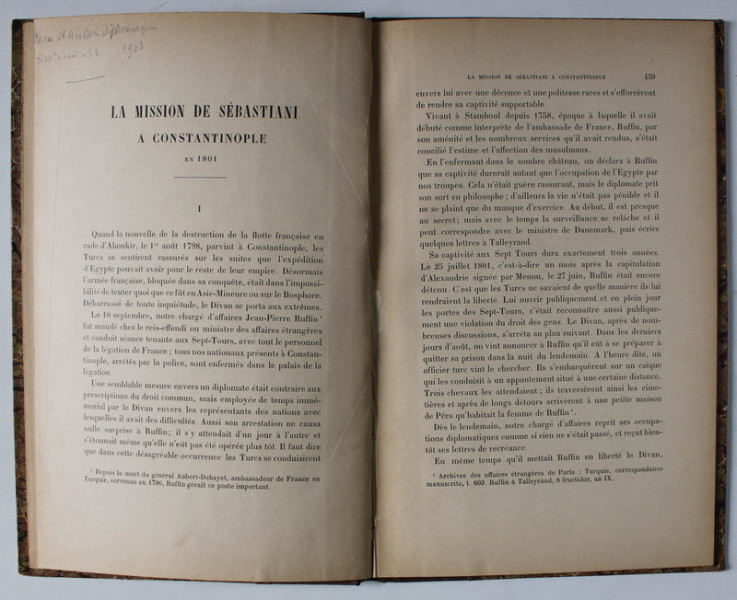 1903
LA MISSION DE SÉBASTIANI
A CONSTANTINOPLE
EN 1801
I
Quand la nouvelle de la destruction de la flotte française en
rade d'Aboukir, le 1er août 1798, parvint à Constantinople, les
Turcs se sentirent rassurés sur les suites que l'expédition
d'Égypte pouvait avoir pour le reste de leur empire. Désormais
l'armée française, bloquée dans sa conquête, était dans l'impossi-
bilité de tenter quoi que ce fût en Asie-Mineure ou sur le Bosphore.
Débarrassé de toute inquiétude, le Divan se porta aux extrêmes.
Le 10 septembre, notre chargé d'affaires Jean-Pierre Ruffin ¹
fut mandé chez le reis-effendi ou ministre des affaires étrangères
et conduit séance tenante aux Sept-Tours, avec tout le personnel
de la légation de France ; tous nos nationaux présents à Constan-
tinople, arrêtés par la police, sont enfermés dans le palais de la
légation.
Une semblable mesure envers un diplomate était contraire aux
prescriptions du droit commun, mais employée de temps immé-
morial par le Divan envers les représentants des nations avec
lesquelles il avait des difficultés. Aussi son arrestation ne causa
nulle surprise à Ruffin; il s'y attendait d'un jour à l'autre et
s'étonnait même qu'elle n'eût pas été opérée plus tôt. Il faut dire
que dans cette désagréable occurrence les Turcs se conduisirent
¹ Depuis la mort du général Aubert-Dubayet, ambassadeur de France en
Turquie, survenue en 1796, Ruffin gérait ce poste important.
LA MISSION DE SÉBASTIANI A CONSTANTINOPLE 439
envers lui avec une décence et une politesse rares et s'efforcèrent
de rendre sa captivité supportable.
Vivant à Stamboul depuis 1758, époque à laquelle il avait
débuté comme interprète de l'ambassade de France, Ruffin, par
son aménité et les nombreux services qu'il avait rendus, s'était
concilié l'estime et l'affection des musulmans.
En l'enfermant dans le sombre château, on déclara à Ruffin
que sa captivité durerait autant que l'occupation de l'Égypte par
nos troupes. Cela n'était guère rassurant, mais le diplomate prit
son sort en philosophe ; d'ailleurs la vie n'était pas pénible et il
ne se plaint que du manque d'exercice. Au début, il est presque
au secret; mais avec le temps la surveillance se relâche et il
peut correspondre avec le ministre de Danemark, puis écrire
quelques lettres à Talleyrand.
Sa captivité aux Sept Tours dura exactement trois années.
Le 25 juillet 1801, c'est-à-dire un mois après la capitulation
d'Alexandrie signée par Menou, le 27 juin, Ruffin était encore
détenu. C'est que les Turcs ne savaient de quelle manière ils lui
rendraient la liberté. Lui ouvrir publiquement et en plein jour
les portes des Sept-Tours, c'était reconnaître aussi publique-
ment une violation du droit des gens. Le Divan, après de nom-
breuses discussions, s'arrêta au plan suivant. Dans les derniers
jours d'août, on vint annoncer à Ruffin qu'il eût à se préparer à
quitter sa prison dans la nuit du lendemain. A l'heure dite, un
officier turc vint le chercher. Ils s'embarquèrent sur un caïque
qui les conduisit à un appontement situé à une certaine distance.
Trois chevaux les attendaient ; ils traversèrent ainsi les cime-
tières et après de longs détours arrivèrent à une petite maison
de Péra qu'habitait la femme de Ruffin ¹.
Dès le lendemain, notre chargé d'affaires reprit ses occupa-
tions diplomatiques comme si rien ne s'était passé, et reçut bien-
tôt ses lettres de recréance.
En même temps qu'il mettait Ruffin en liberté le Divan,
¹ Archives des affaires étrangères de Paris : Turquie, correspondance
manuscrite, t. 603. Ruffin à Talleyrand, 8 fructidor, an IX.